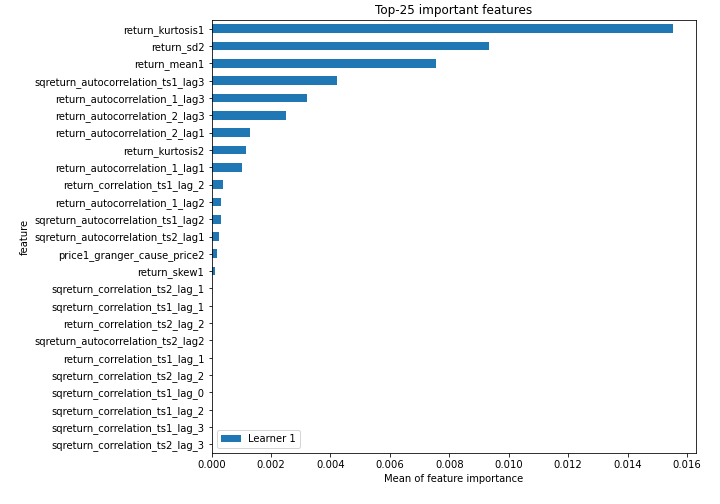 Top-25 important features
return_kurtosis1
return_sd2
return_mean1
sqreturn_autocorrelation_ts1_lag3
return_autocorrelation_1_lag3
return_autocorrelation_2_lag3
return_autocorrelation_2_lag1
return_kurtosis2
return_autocorrelation_1_lag1
return_correlation_ts1_lag_2
return_autocorrelation_1_lag2
sqreturn_autocorrelation_ts1_lag2
sqreturn_autocorrelation_ts2_lag1
price1_granger_cause_price2
return_skew1
sqreturn_correlation_ts2_lag_1
sqreturn_correlation_ts1_lag_1
return_correlation_ts2_lag_2
sqreturn_autocorrelation_ts2_lag2
return_correlation_ts1_lag_1
sqreturn_correlation_ts2_lag_2
sqreturn_correlation_ts1_lag_0
sqreturn_correlation_ts1_lag_2
sqreturn_correlation_ts1_lag_3
sqreturn_correlation_ts2_lag_3
feature
Learner 1
0.000 0.002 0.004 0.006 0.008 0.010 0.012 0.014 0.016
Mean of feature importance